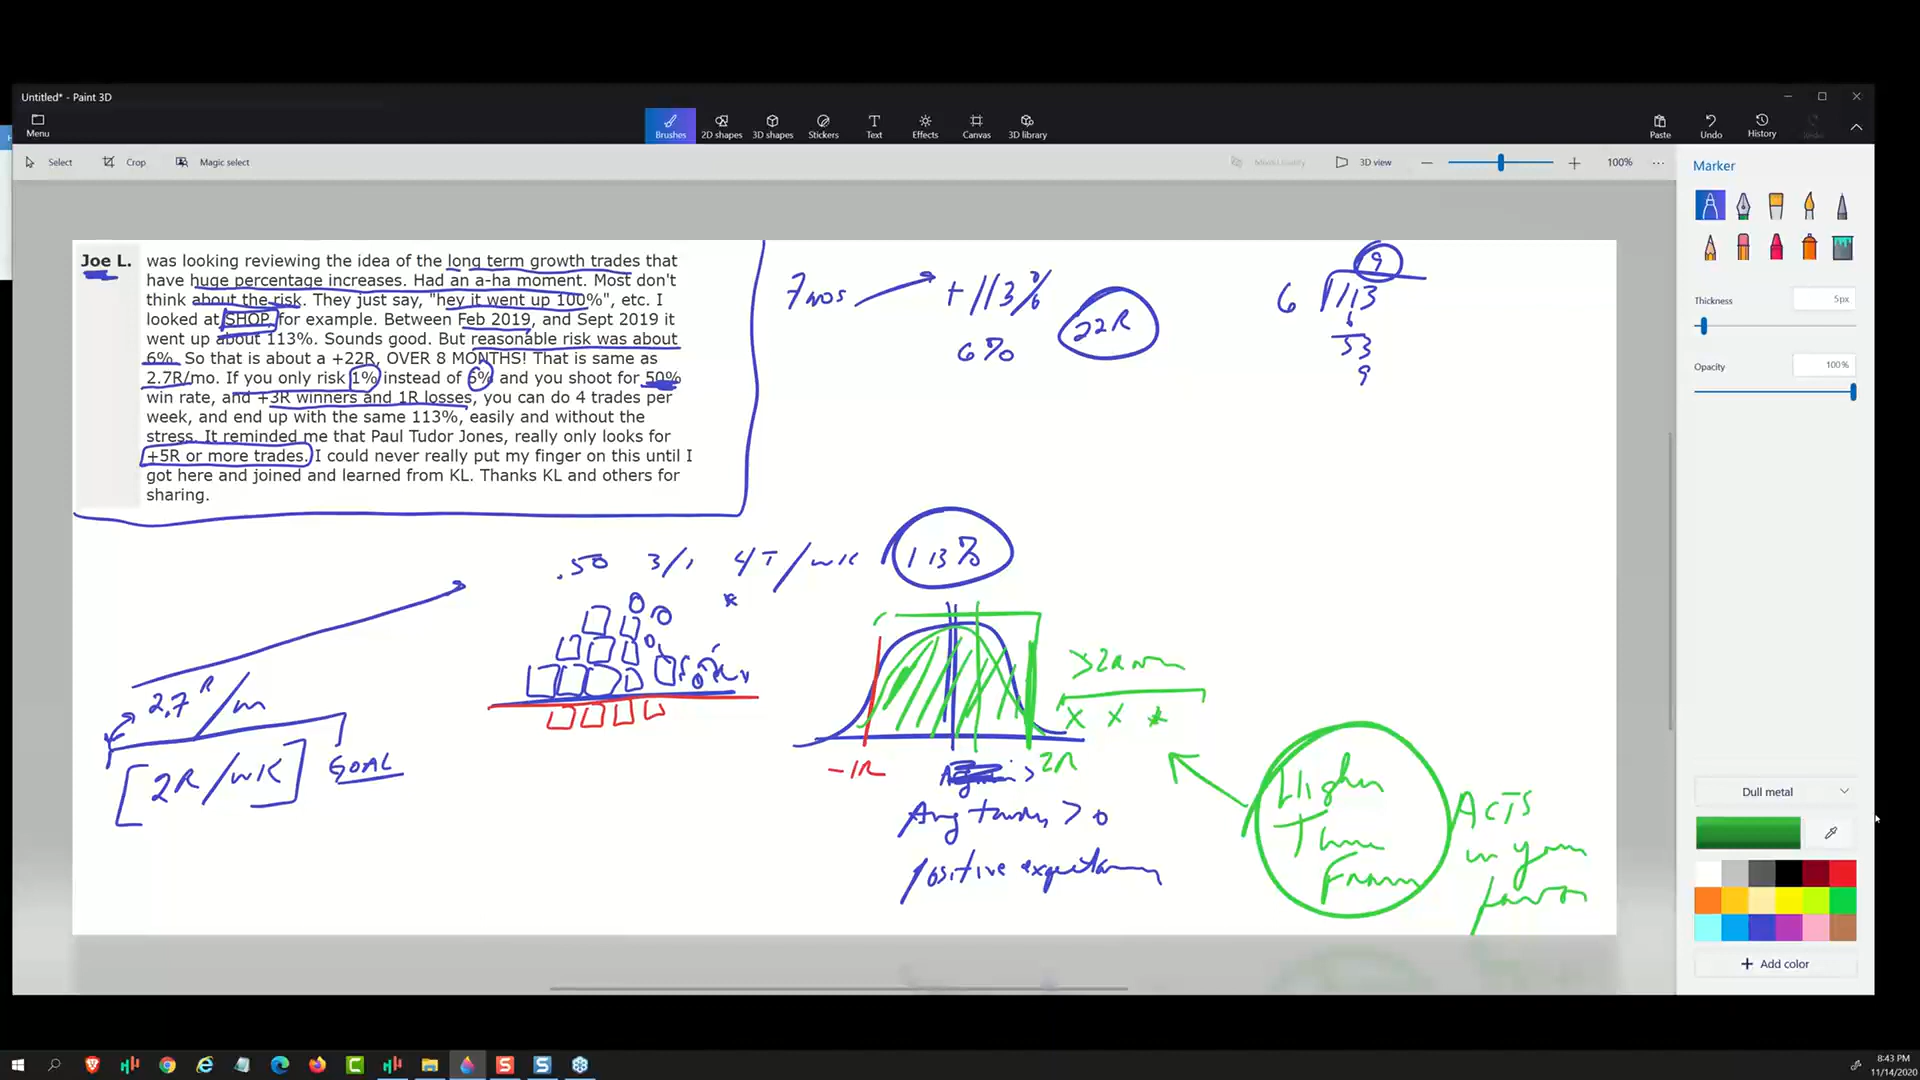 Untitled* - Paint 3D
Menu
Brushes
2D shapes
3D shapes
Stickers
Text
Effects
Canvas
3D library
Paste
Undo
History
Select
Crop
Magic select
3D view
100%
Marker
Thickness
5px
Opacity
100%
Dull metal
Add color
Joe L.
was looking reviewing the idea of the long term growth trades that
have huge percentage increases. Had an a-ha moment. Most don't
think about the risk. They just say, "hey it went up 100%", etc. I
looked at SHOP, for example. Between Feb 2019, and Sept 2019 it
went up about 113%. Sounds good. But reasonable risk was about
6%. So that is about a +22R, OVER 8 MONTHS! That is same as
2.7R/mo. If you only risk 1% instead of 6% and you shoot for 50%
win rate, and +3R winners and 1R losses, you can do 4 trades per
week, and end up with the same 113%, easily and without the
stress. It reminded me that Paul Tudor Jones, really only looks for
+5R or more trades. I could never really put my finger on this until I
got here and joined and learned from KL. Thanks KL and others for
sharing.
7 mos
+113%
6%
22R
9
6 113
53
9
.50 3/1 4T/wk 113%
2.7R/m
[2R/wk] GOAL
-1R
2R
>2R
X X X
Avg trades > 0
positive expectancy
Higher
Time
Frame
ACTS
in your
favor
8:43 PM
11/14/2020